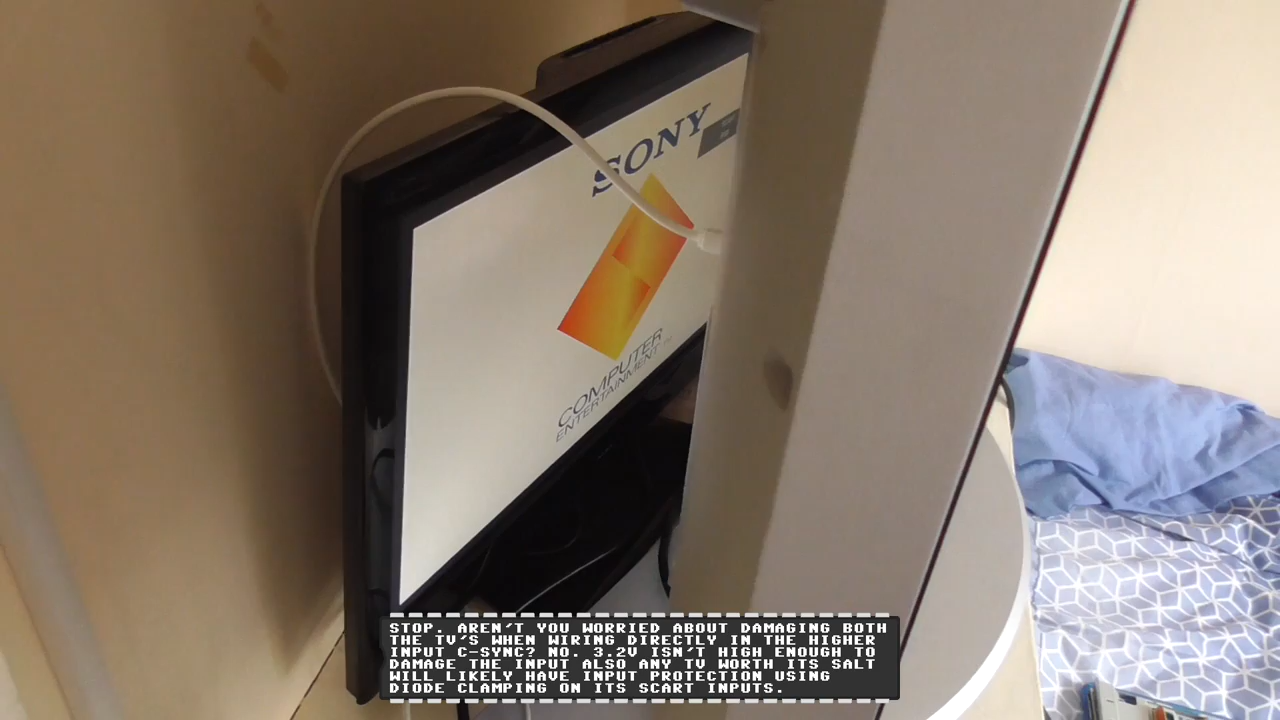 SONY
COMPUTER
ENTERTAINMENT™
STOP. AREN'T YOU WORRIED ABOUT DAMAGING BOTH
THE TV'S WHEN WIRING DIRECTLY IN THE HIGHER
INPUT C-SYNC? NO. 3.2V ISN'T HIGH ENOUGH TO
DAMAGE THE INPUT ALSO ANY TV WORTH ITS SALT
WILL LIKELY HAVE INPUT PROTECTION USING
DIODE CLAMPING ON ITS SCART INPUTS.